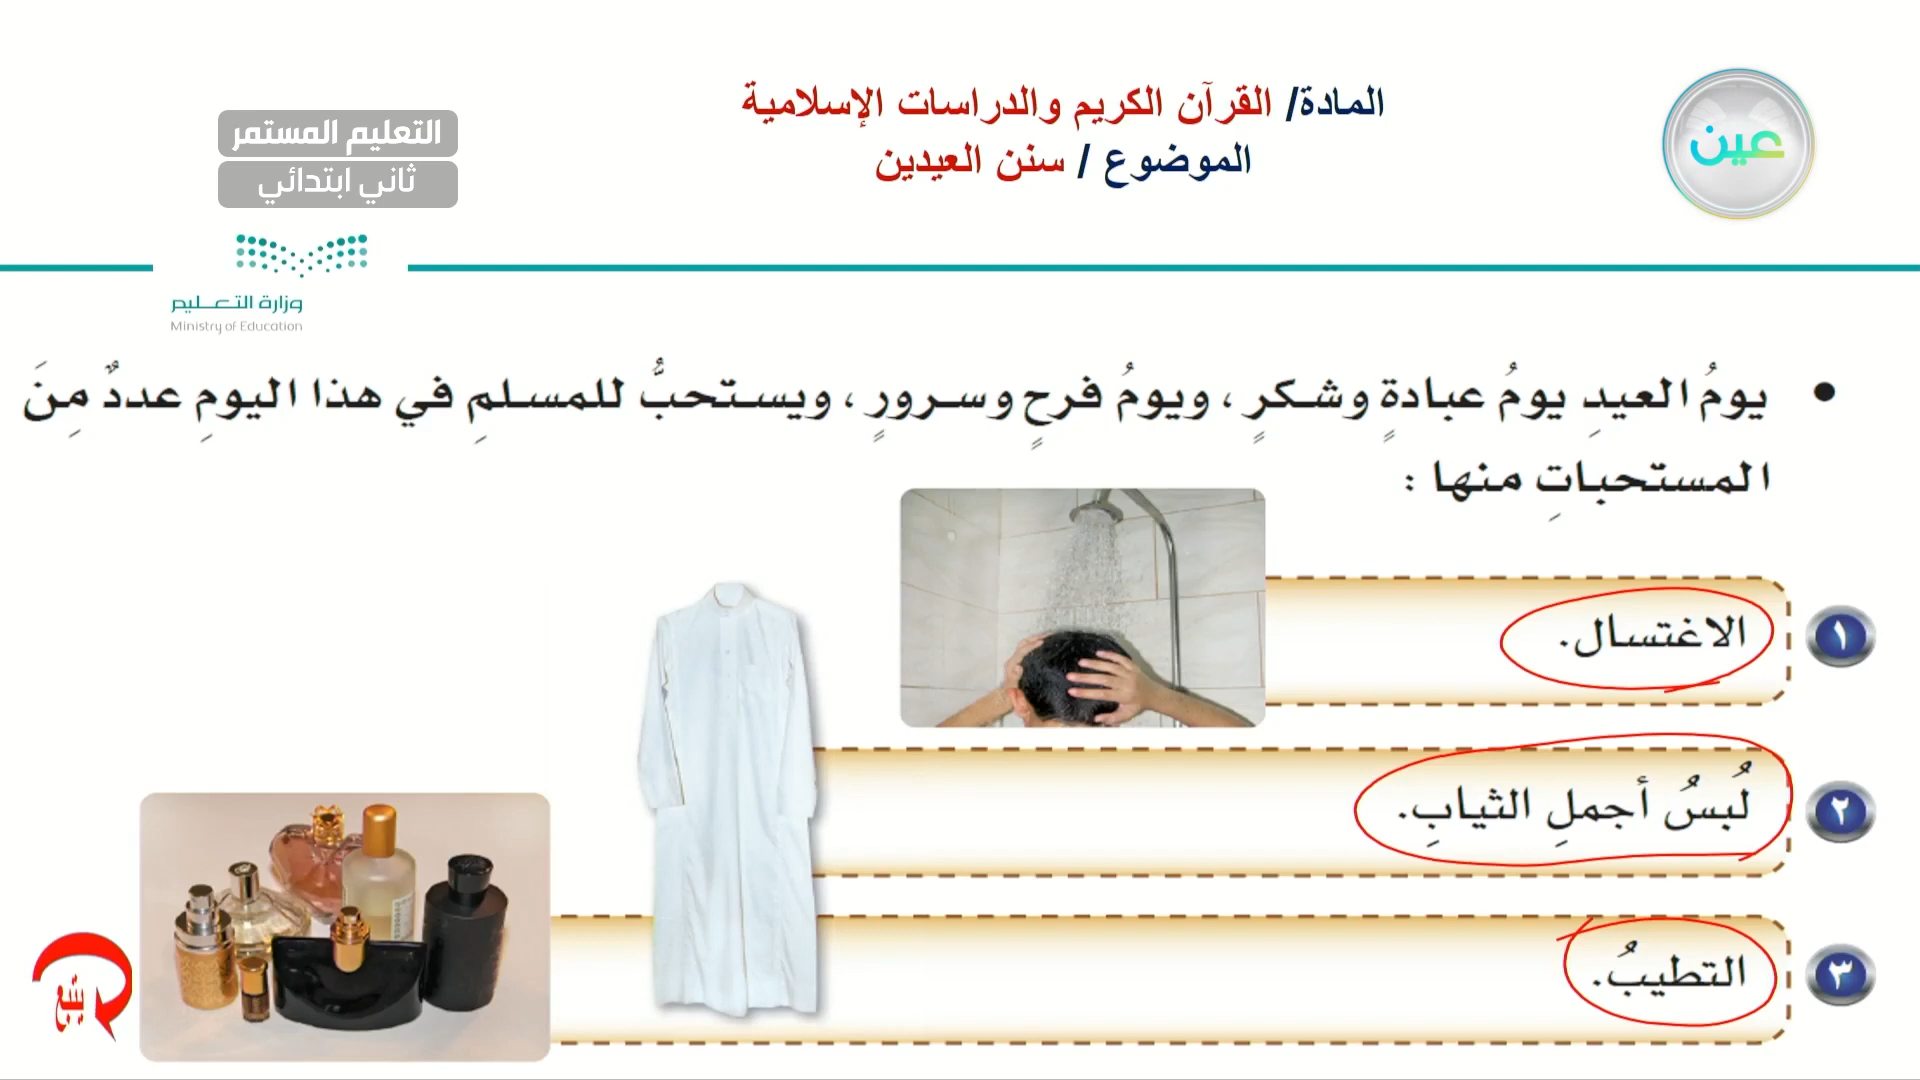 المادة/ القرآن الكريم والدراسات الإسلامية
الموضوع / سنن العيدين
عين
التعليم المستمر
ثاني ابتدائي
وزارة التعـليم
Ministry of Education
• يومُ العيدِ يومُ عبادةٍ وشكرٍ ، ويومُ فرحٍ وسرورٍ ، ويستحبُّ للمسلمِ في هذا اليومِ عددٌ مِنَ
المستحباتِ منها :
١ الاغتسال.
٢ لُبسُ أجملِ الثيابِ.
٣ التطيبُ.
يتبع